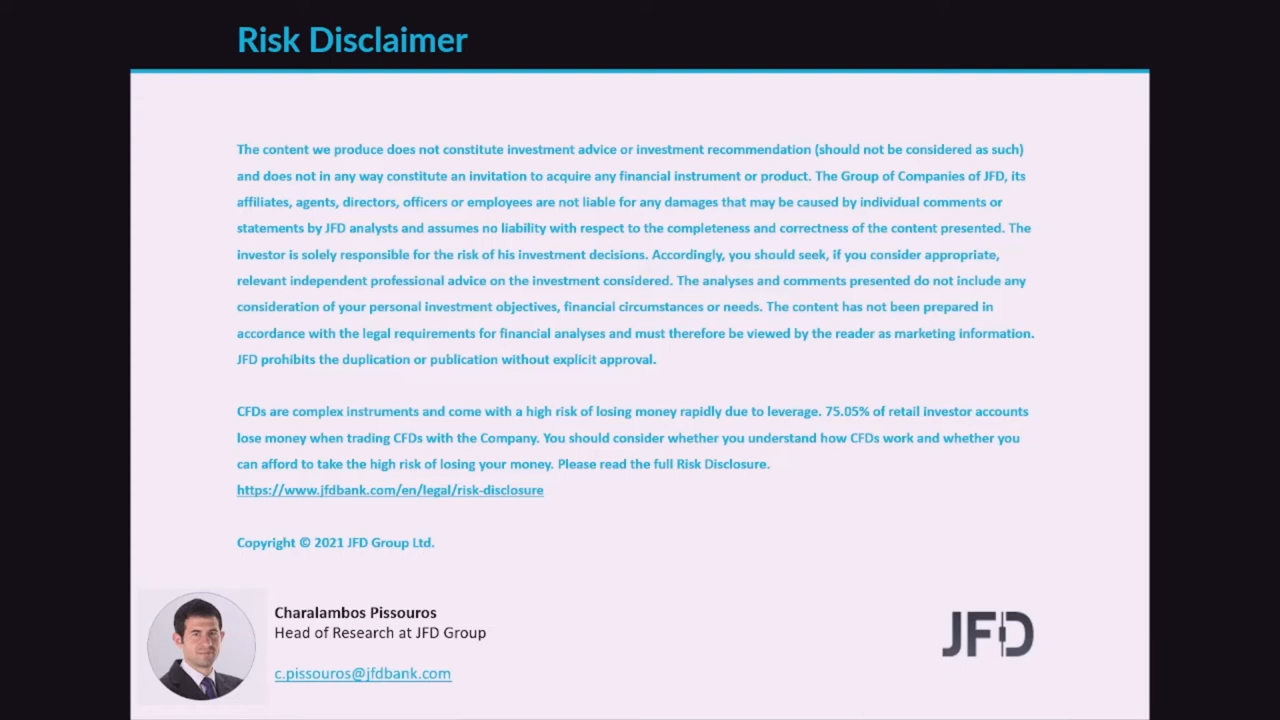 Risk Disclaimer
The content we produce does not constitute investment advice or investment recommendation (should not be considered as such)
and does not in any way constitute an invitation to acquire any financial instrument or product. The Group of Companies of JFD, its
affiliates, agents, directors, officers or employees are not liable for any damages that may be caused by individual comments or
statements by JFD analysts and assumes no liability with respect to the completeness and correctness of the content presented. The
investor is solely responsible for the risk of his investment decisions. Accordingly, you should seek, if you consider appropriate,
relevant independent professional advice on the investment considered. The analyses and comments presented do not include any
consideration of your personal investment objectives, financial circumstances or needs. The content has not been prepared in
accordance with the legal requirements for financial analyses and must therefore be viewed by the reader as marketing information.
JFD prohibits the duplication or publication without explicit approval.
CFDs are complex instruments and come with a high risk of losing money rapidly due to leverage. 75.05% of retail investor accounts
lose money when trading CFDs with the Company. You should consider whether you understand how CFDs work and whether you
can afford to take the high risk of losing your money. Please read the full Risk Disclosure.
https://www.jfdbank.com/en/legal/risk-disclosure
Copyright © 2021 JFD Group Ltd.
Charalambos Pissouros
Head of Research at JFD Group
c.pissouros@jfdbank.com
JFD